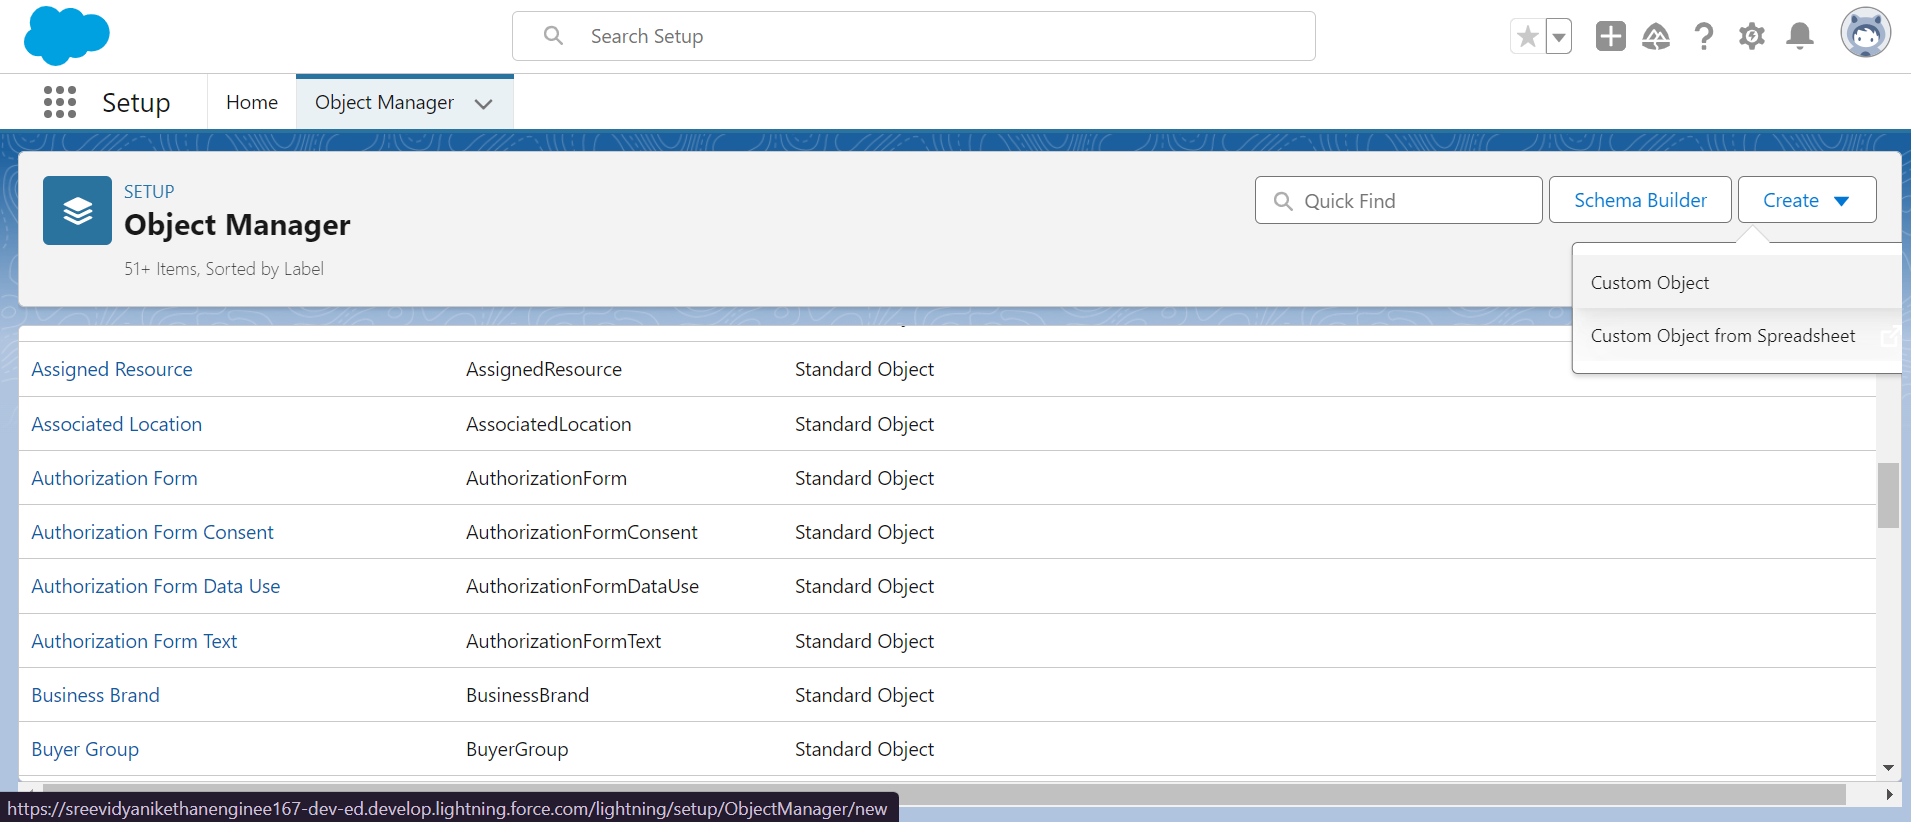 Search Setup
Setup
Home
Object Manager
SETUP
Object Manager
51+ Items, Sorted by Label
Quick Find
Schema Builder
Create
Custom Object
Custom Object from Spreadsheet
Assigned Resource AssignedResource Standard Object
Associated Location AssociatedLocation Standard Object
Authorization Form AuthorizationForm Standard Object
Authorization Form Consent AuthorizationFormConsent Standard Object
Authorization Form Data Use AuthorizationFormDataUse Standard Object
Authorization Form Text AuthorizationFormText Standard Object
Business Brand BusinessBrand Standard Object
Buyer Group BuyerGroup Standard Object
https://sreevidyanikethanenginee167-dev-ed.develop.lightning.force.com/lightning/setup/ObjectManager/new